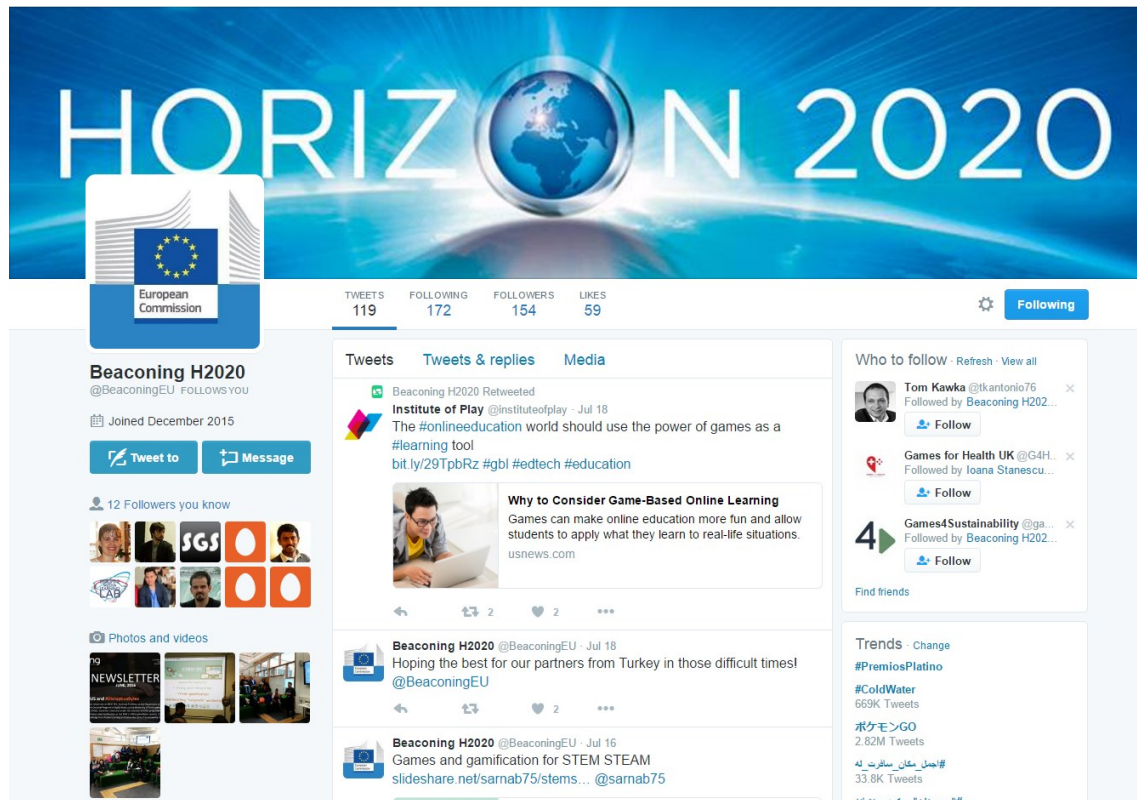 HORIZON 2020
European
Commission
TWEETS
119
FOLLOWING
172
FOLLOWERS
154
LIKES
59
Following
Beaconing H2020
@BeaconingEU FOLLOWS YOU
Joined December 2015
Tweet to
Message
12 Followers you know
SGS
LAB
Photos and videos
NEWSLETTER
JUNE, 2016
Tweets
Tweets & replies
Media
Beaconing H2020 Retweeted
Institute of Play @instituteofplay · Jul 18
The #onlineeducation world should use the power of games as a
#learning tool
bit.ly/29TpbRz #gbl #edtech #education
Why to Consider Game-Based Online Learning
Games can make online education more fun and allow
students to apply what they learn to real-life situations.
usnews.com
2
2
Beaconing H2020 @BeaconingEU · Jul 18
Hoping the best for our partners from Turkey in those difficult times!
@BeaconingEU
2
Beaconing H2020 @BeaconingEU · Jul 16
Games and gamification for STEM STEAM
slideshare.net/sarnab75/stems… @sarnab75
Who to follow · Refresh · View all
Tom Kawka @tkantonio76
Followed by Beaconing H202...
Follow
Games for Health UK @G4H...
Followed by Ioana Stanescu...
Follow
4
Games4Sustainability @ga...
Followed by Beaconing H202...
Follow
Find friends
Trends · Change
#PremiosPlatino
#ColdWater
669K Tweets
ポケモンGO
2.82M Tweets
#اجمل_مكان_سافرت_له
33.8K Tweets